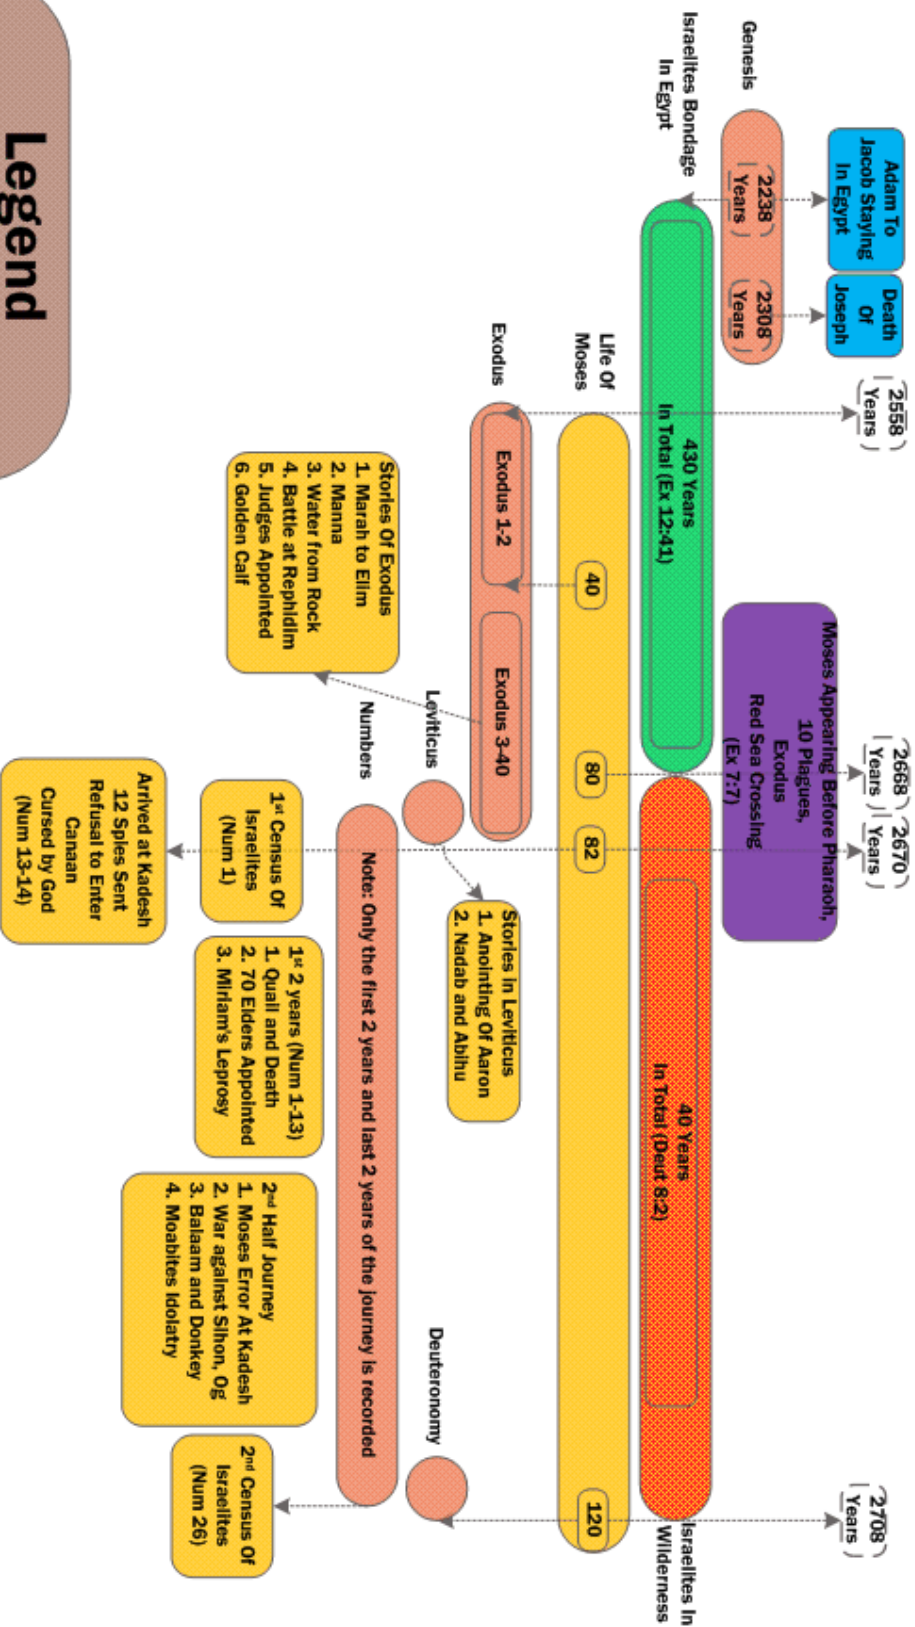 Adam To
Jacob Staying
In Egypt
Death
Of
Joseph
2558
Years
2668
Years
2670
Years
2708
Years
Genesis
2238
Years
2308
Years
Moses Appearing Before Pharaoh,
10 Plagues,
Exodus
Red Sea Crossing
(Ex 7:7)
Israelites Bondage
In Egypt
430 Years
In Total (Ex 12:41)
40 Years
In Total (Deut 8:2)
Israelites In
Wilderness
Life Of
Moses
40
80
82
120
Exodus
Exodus 1-2
Exodus 3-40
Stories in Leviticus
1. Anointing Of Aaron
2. Nadab and Abihu
Leviticus
Deuteronomy
Stories Of Exodus
1. Marah to Elim
2. Manna
3. Water from Rock
4. Battle at Rephidim
5. Judges Appointed
6. Golden Calf
Numbers
Note: Only the first 2 years and last 2 years of the journey is recorded
1st Census Of
Israelites
(Num 1)
1st 2 years (Num 1-13)
1. Quail and Death
2. 70 Elders Appointed
3. Miriam's Leprosy
2nd Half Journey
1. Moses Error At Kadesh
2. War against Sihon, Og
3. Balaam and Donkey
4. Moabites Idolatry
2nd Census Of
Israelites
(Num 26)
Arrived at Kadesh
12 Spies Sent
Refusal to Enter
Canaan
Cursed by God
(Num 13-14)
Legend